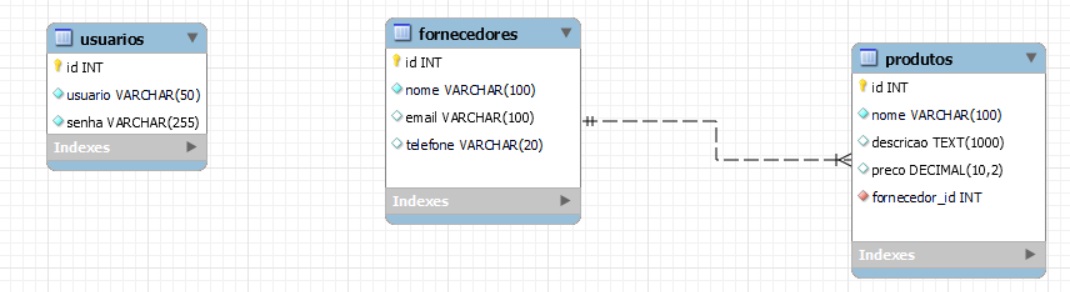 usuarios
id INT
usuario VARCHAR(50)
senha VARCHAR(255)
Indexes
fornecedores
id INT
nome VARCHAR(100)
email VARCHAR(100)
telefone VARCHAR(20)
Indexes
produtos
id INT
nome VARCHAR(100)
descricao TEXT(1000)
preco DECIMAL(10,2)
fornecedor_id INT
Indexes